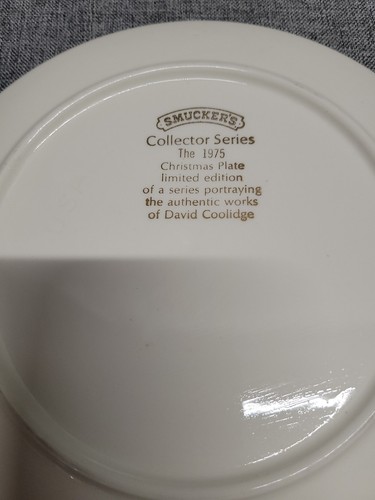 SMUCKER'S
Collector Series
The 1975
Christmas Plate
limited edition
of a series portraying
the authentic works
of David Coolidge